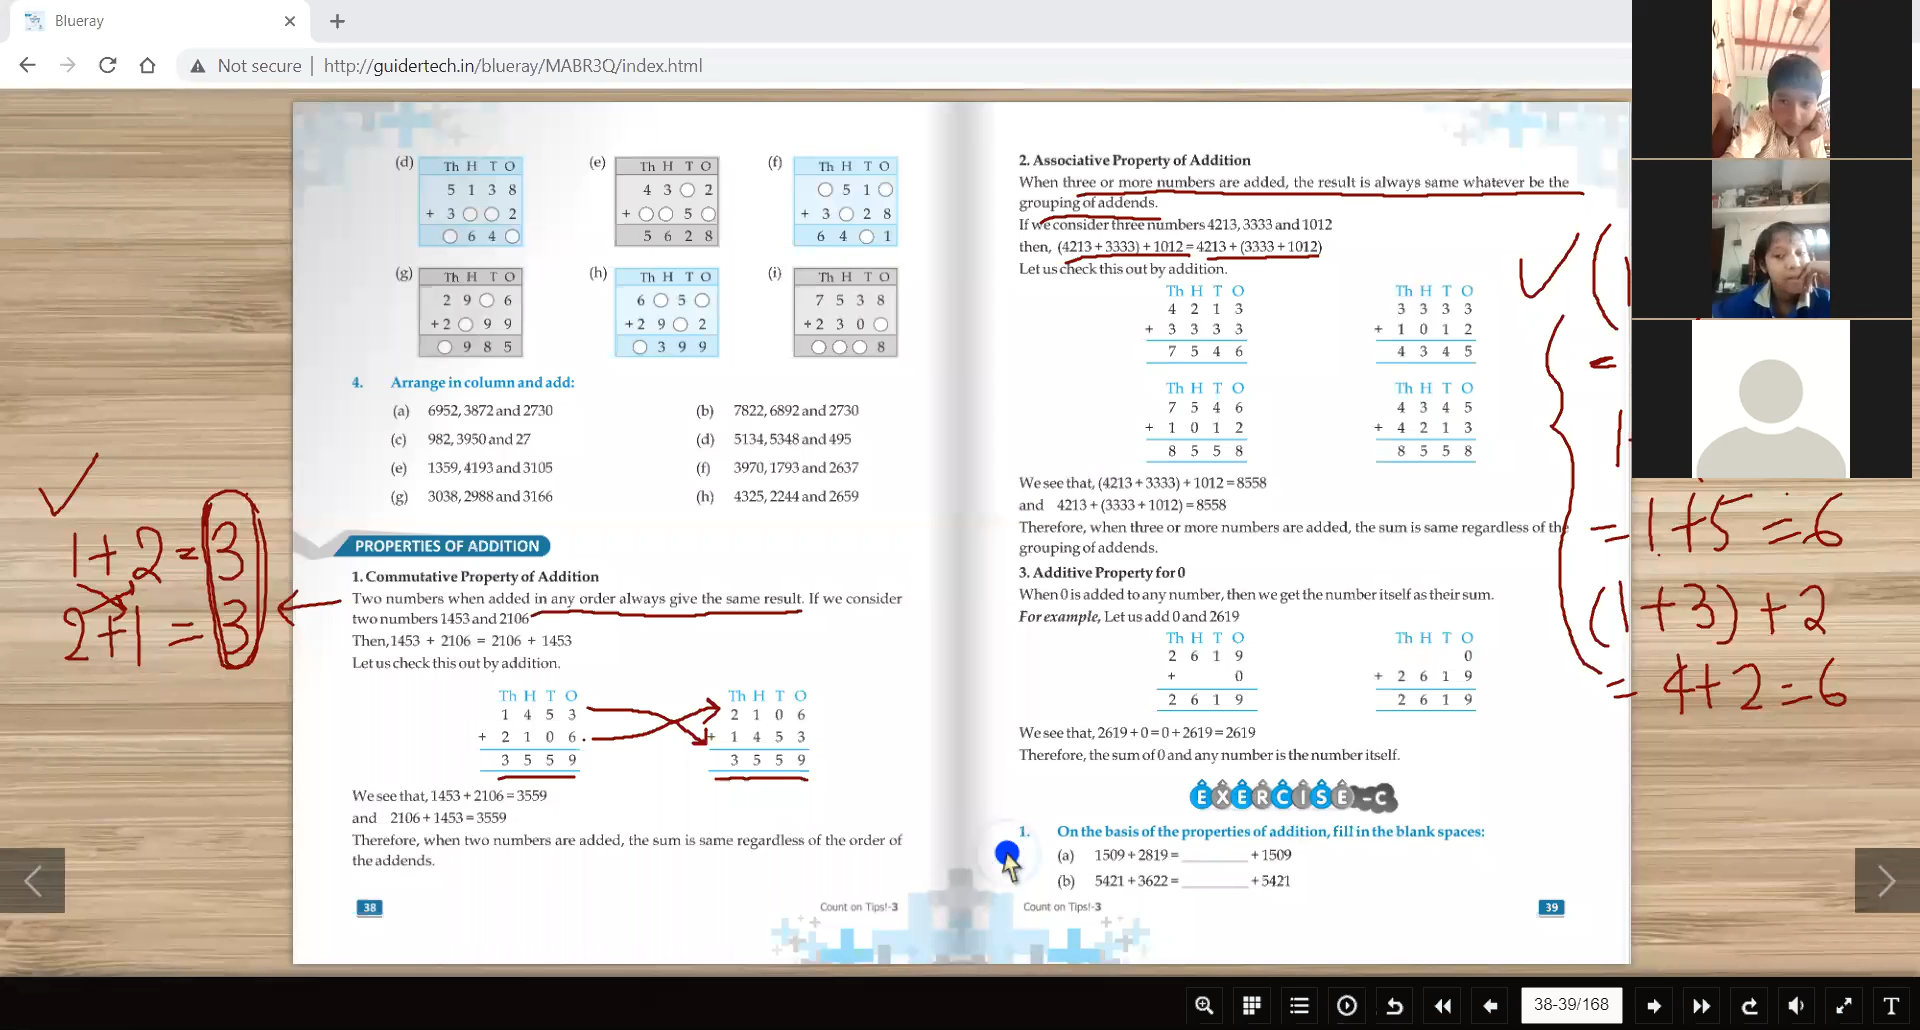 Blueray
Not secure | http://guidertech.in/blueray/MABR3Q/index.html
(d) Th H T O
5 1 3 8
+ 3 ○ ○ 2
○ 6 4 ○
(e) Th H T O
4 3 ○ 2
+ ○ ○ 5 ○
5 6 2 8
(f) Th H T O
○ 5 1 ○
+ 3 ○ 2 8
6 4 ○ 1
(g) Th H T O
2 9 ○ 6
+ 2 ○ 9 9
○ 9 8 5
(h) Th H T O
6 ○ 5 ○
+ 2 9 ○ 2
○ 3 9 9
(i) Th H T O
7 5 3 8
+ 2 3 0 ○
○ ○ ○ 8
4. Arrange in column and add:
(a) 6952, 3872 and 2730 (b) 7822, 6892 and 2730
(c) 982, 3950 and 27 (d) 5134, 5348 and 495
(e) 1359, 4193 and 3105 (f) 3970, 1793 and 2637
(g) 3038, 2988 and 3166 (h) 4325, 2244 and 2659
PROPERTIES OF ADDITION
1. Commutative Property of Addition
Two numbers when added in any order always give the same result. If we consider
two numbers 1453 and 2106
Then, 1453 + 2106 = 2106 + 1453
Let us check this out by addition.
Th H T O Th H T O
1 4 5 3 2 1 0 6
+ 2 1 0 6 + 1 4 5 3
3 5 5 9 3 5 5 9
We see that, 1453 + 2106 = 3559
and 2106 + 1453 = 3559
Therefore, when two numbers are added, the sum is same regardless of the order of
the addends.
38
Count on Tips!-3
1+2=3
2+1=3
2. Associative Property of Addition
When three or more numbers are added, the result is always same whatever be the
grouping of addends.
If we consider three numbers 4213, 3333 and 1012
then, (4213 + 3333) + 1012 = 4213 + (3333 + 1012)
Let us check this out by addition.
Th H T O Th H T O
4 2 1 3 3 3 3 3
+ 3 3 3 3 + 1 0 1 2
7 5 4 6 4 3 4 5
Th H T O Th H T O
7 5 4 6 4 3 4 5
+ 1 0 1 2 + 4 2 1 3
8 5 5 8 8 5 5 8
We see that, (4213 + 3333) + 1012 = 8558
and 4213 + (3333 + 1012) = 8558
Therefore, when three or more numbers are added, the sum is same regardless of the
grouping of addends.
3. Additive Property for 0
When 0 is added to any number, then we get the number itself as their sum.
For example, Let us add 0 and 2619
Th H T O Th H T O
2 6 1 9 0
+ 0 + 2 6 1 9
2 6 1 9 2 6 1 9
We see that, 2619 + 0 = 0 + 2619 = 2619
Therefore, the sum of 0 and any number is the number itself.
EXERCISE-C
1. On the basis of the properties of addition, fill in the blank spaces:
(a) 1509 + 2819 = ________ + 1509
(b) 5421 + 3622 = ________ + 5421
Count on Tips!-3
39
=1+5=6
(1+3)+2
=4+2=6
38-39/168
T